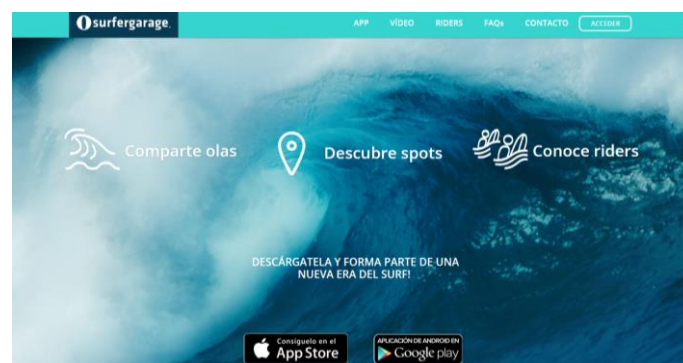 surfergarage.
APP VÍDEO RIDERS FAQs CONTACTO ACCEDER
Comparte olas
Descubre spots
Conoce riders
DESCÁRGATELA Y FORMA PARTE DE UNA
NUEVA ERA DEL SURF!
Consíguelo en el
App Store
APLICACIÓN DE ANDROID EN
Google play